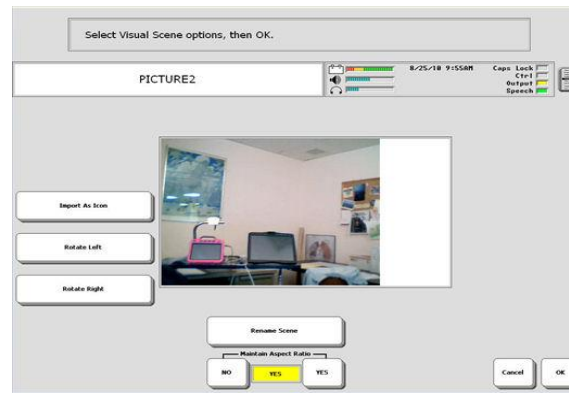 Select Visual Scene options, then OK.
PICTURE2
8/25/10 9:55AM
Caps Lock
Ctrl
Output
Speech
Import As Icon
Rotate Left
Rotate Right
Rename Scene
Maintain Aspect Ratio
NO YES YES
Cancel OK